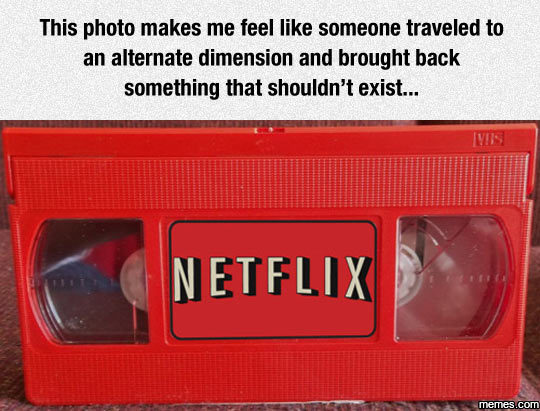 This photo makes me feel like someone traveled to
an alternate dimension and brought back
something that shouldn't exist...
VHS
NETFLIX
memes.com